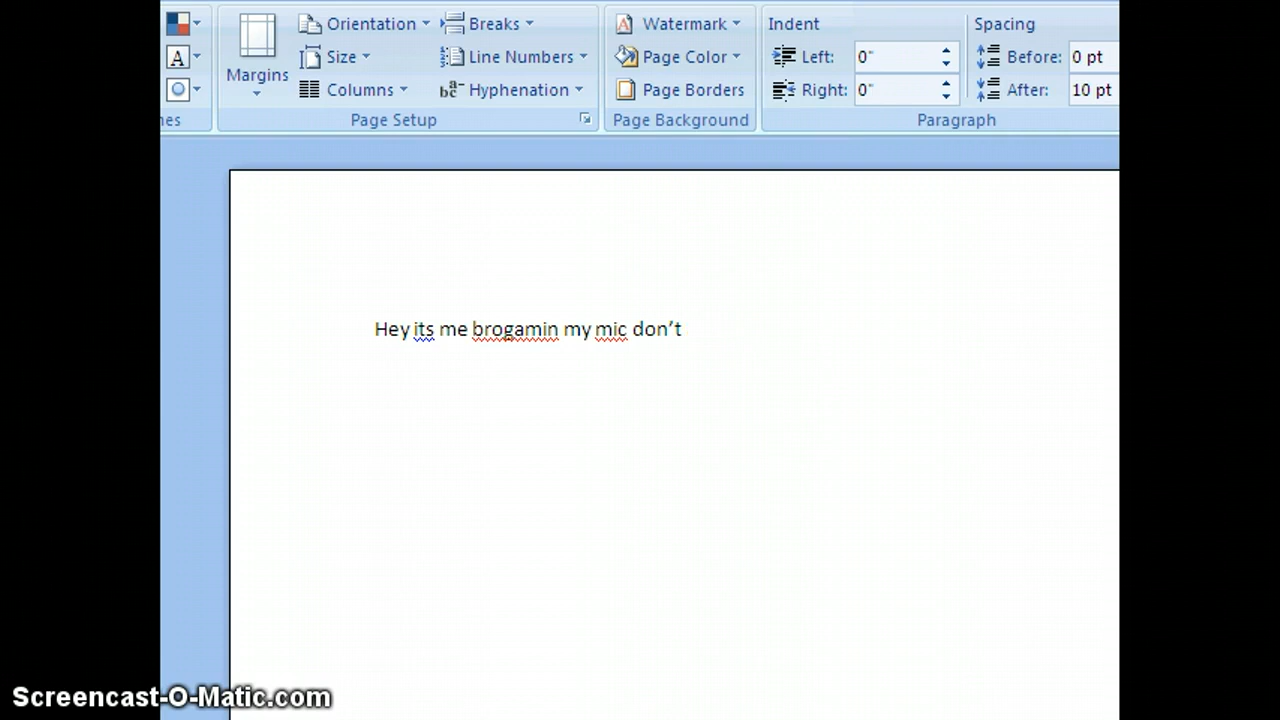 Orientation Breaks Watermark Indent Spacing
A Size Line Numbers Page Color Left: 0" Before: 0 pt
Margins Columns Hyphenation Page Borders Right: 0" After: 10 pt
nes Page Setup Page Background Paragraph
Hey its me brogamin my mic don't
Screencast-O-Matic.com